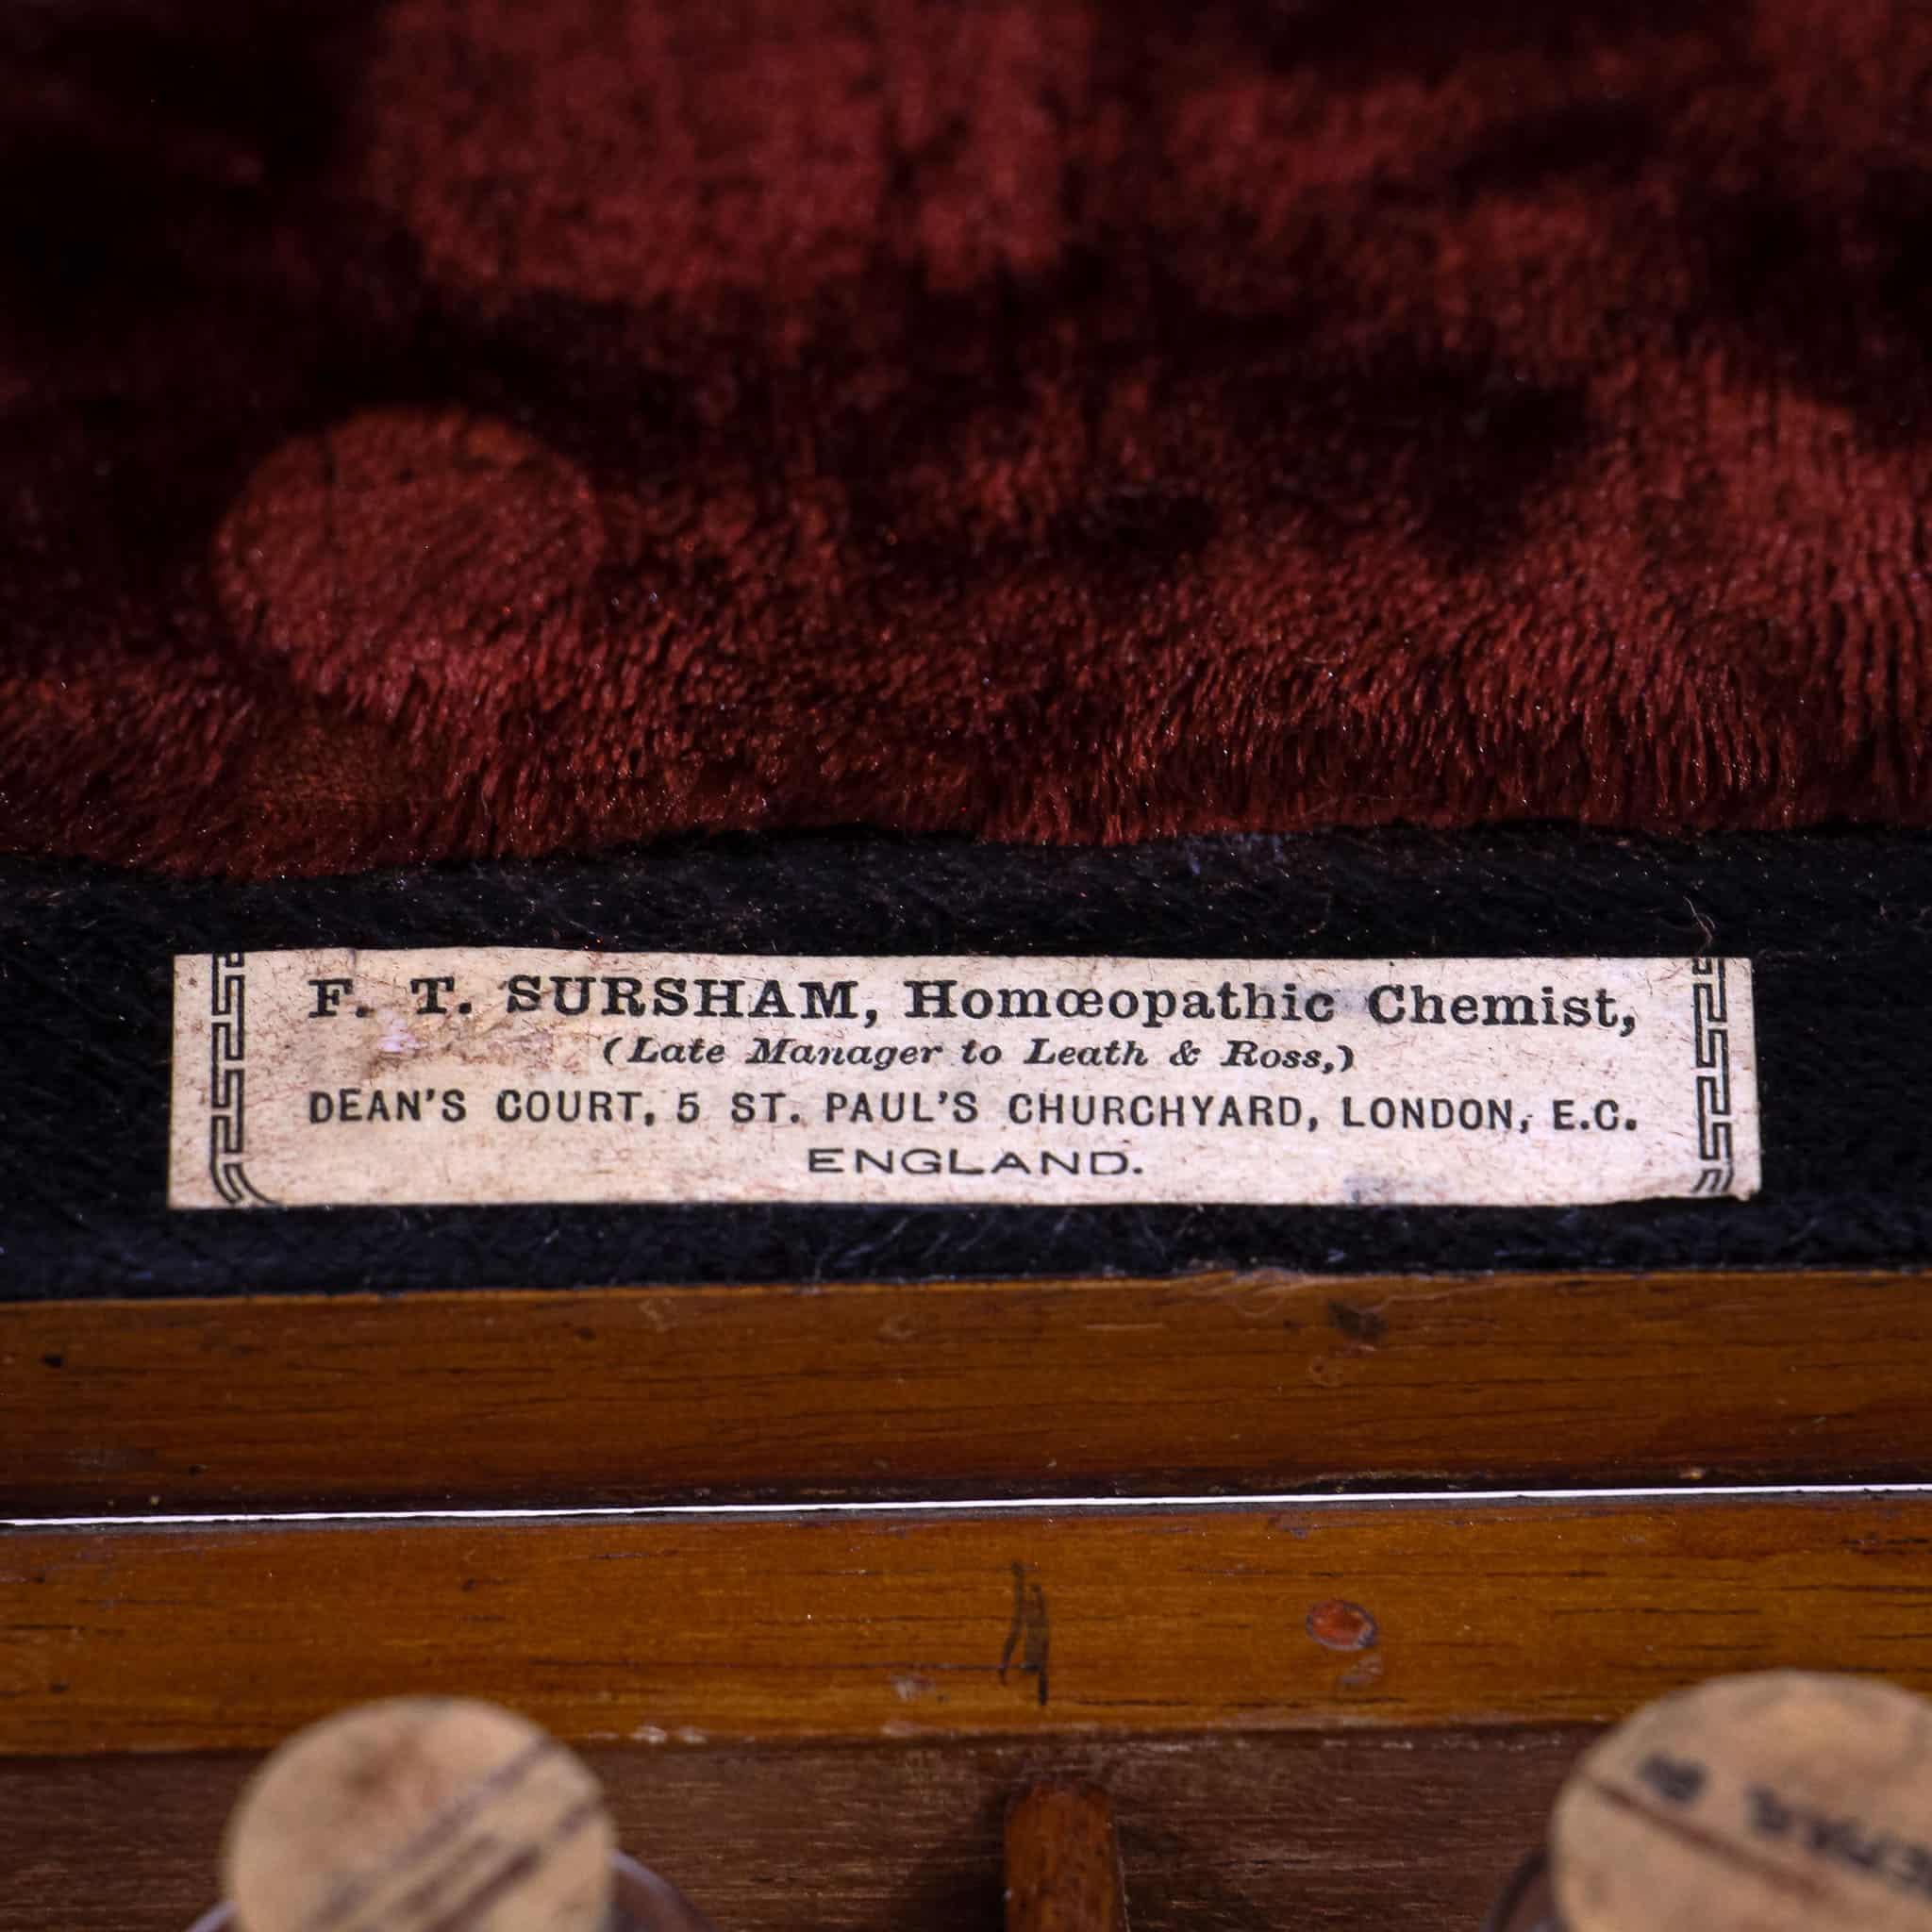 F. T. SURSHAM, Homœopathic Chemist,
(Late Manager to Leath & Ross,)
DEAN'S COURT, 5 ST. PAUL'S CHURCHYARD, LONDON, E.C.
ENGLAND.